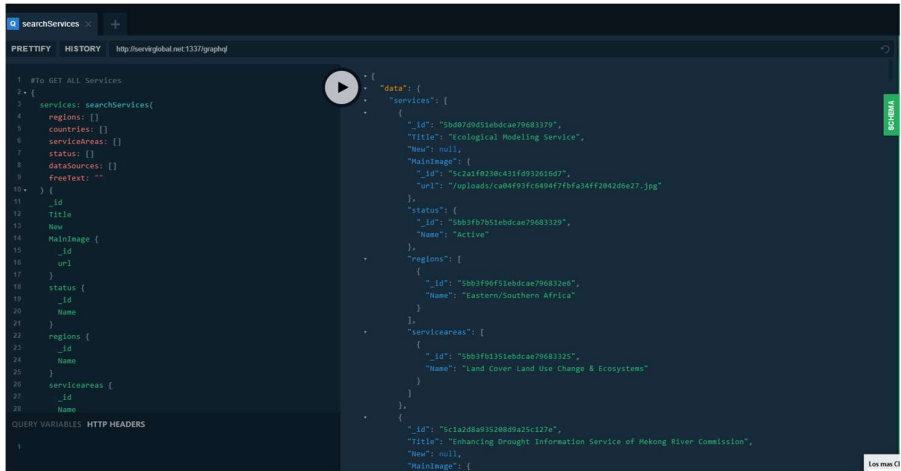 Q searchServices × +
PRETTIFY HISTORY http://servirglobal.net:1337/graphql
1 #To GET ALL Services
2 {
3 services: searchServices(
4 regions: []
5 countries: []
6 serviceAreas: []
7 status: []
8 dataSources: []
9 freeText: ""
10 ) {
11 _id
12 Title
13 New
14 MainImage {
15 _id
16 url
17 }
18 status {
19 _id
20 Name
21 }
22 regions {
23 _id
24 Name
25 }
26 serviceareas {
27 _id
28 Name
QUERY VARIABLES HTTP HEADERS
1
{
"data": {
"services": [
{
"_id": "5bd07d9d51ebdcae79683379",
"Title": "Ecological Modeling Service",
"New": null,
"MainImage": {
"_id": "5c2a1f0230c431fd932616d7",
"url": "/uploads/ca04f93fc6494f7fbfa34ff2042d6e27.jpg"
},
"status": {
"_id": "5bb3fb7b51ebdcae79683329",
"Name": "Active"
},
"regions": [
{
"_id": "5bb3f96f51ebdcae796832e6",
"Name": "Eastern/Southern Africa"
}
],
"serviceareas": [
{
"_id": "5bb3fb1351ebdcae79683325",
"Name": "Land Cover Land Use Change & Ecosystems"
}
]
},
{
"_id": "5c1a2d8a935208d9a25c127e",
"Title": "Enhancing Drought Information Service of Mekong River Commission",
"New": null,
"MainImage": {
SCHEMA
Los mas Cl